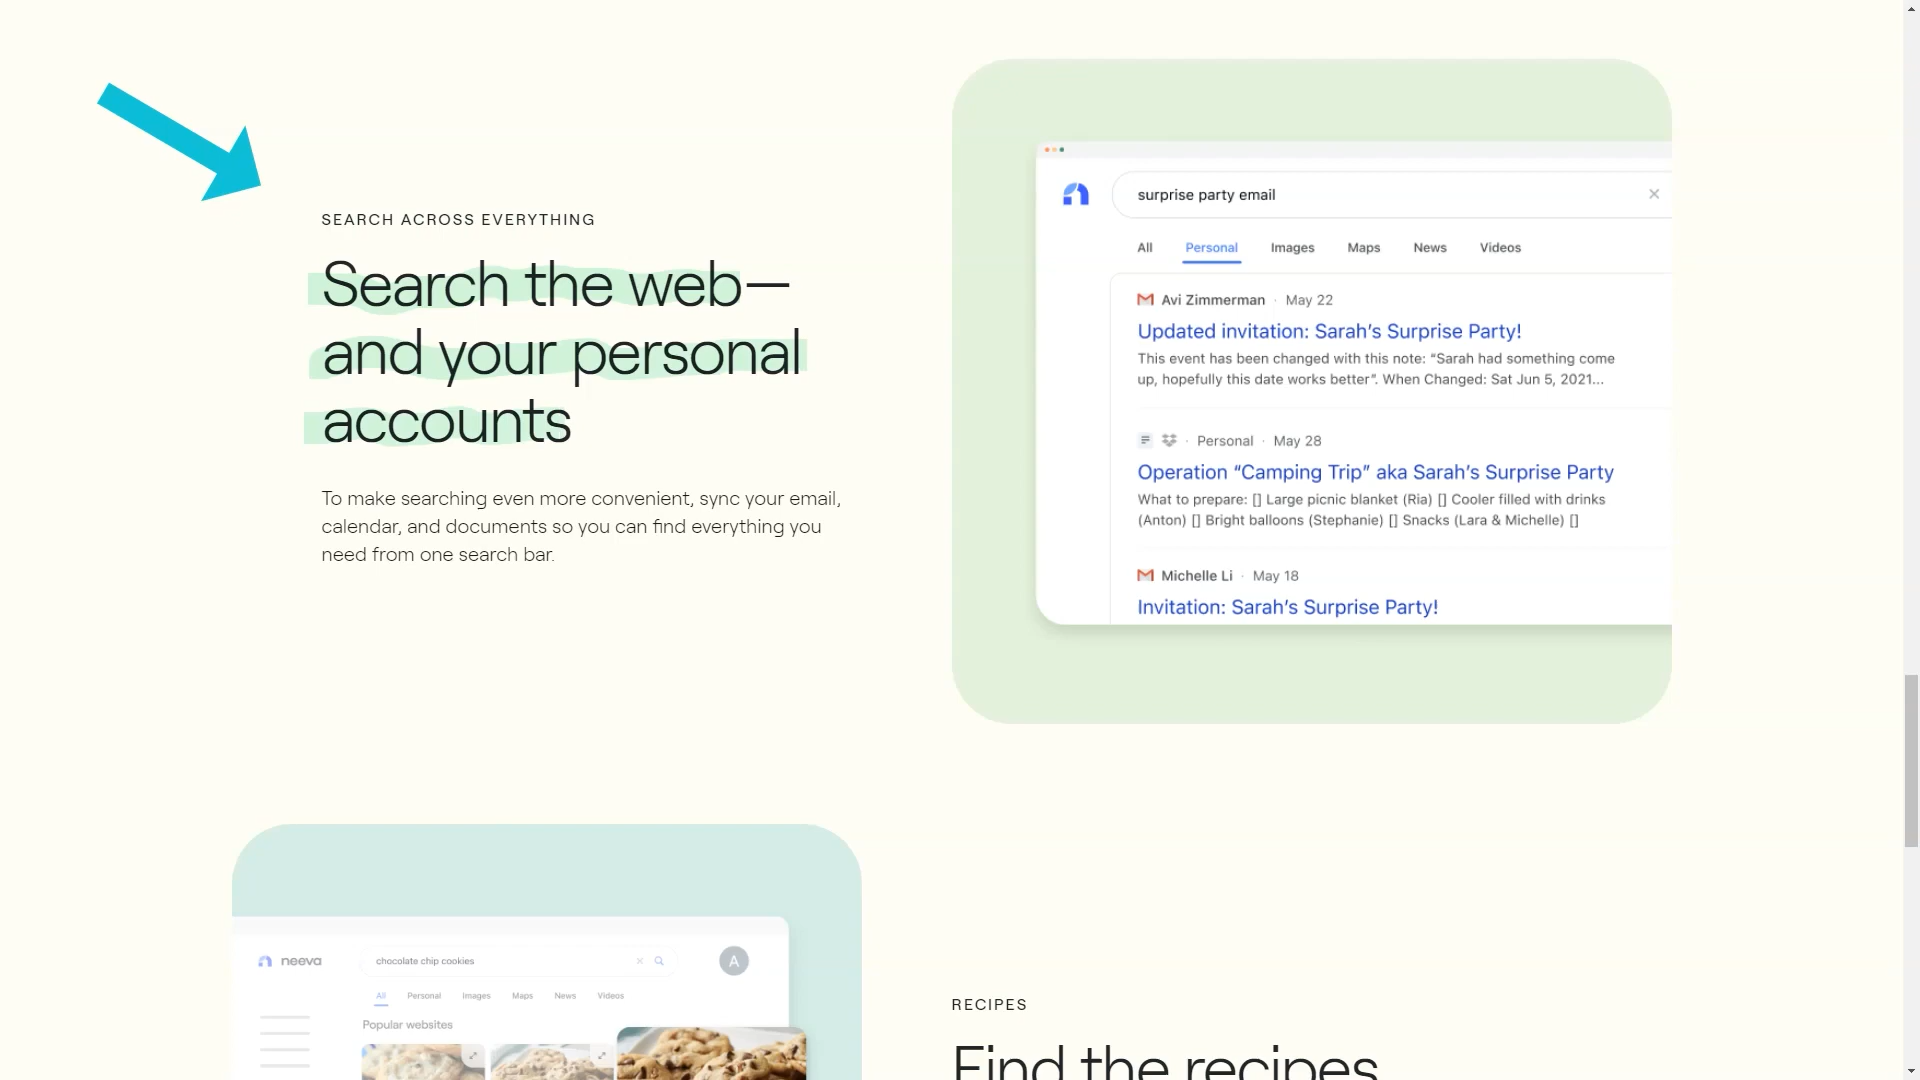 SEARCH ACROSS EVERYTHING
Search the web—
and your personal
accounts
To make searching even more convenient, sync your email,
calendar, and documents so you can find everything you
need from one search bar.
surprise party email
All Personal Images Maps News Videos
Avi Zimmerman · May 22
Updated invitation: Sarah’s Surprise Party!
This event has been changed with this note: “Sarah had something come
up, hopefully this date works better”. When Changed: Sat Jun 5, 2021...
· Personal · May 28
Operation “Camping Trip” aka Sarah’s Surprise Party
What to prepare: [] Large picnic blanket (Ria) [] Cooler filled with drinks
(Anton) [] Bright balloons (Stephanie) [] Snacks (Lara & Michelle) []
Michelle Li · May 18
Invitation: Sarah’s Surprise Party!
neeva
chocolate chip cookies
A
All Personal Images Maps News Videos
Popular websites
RECIPES
Find the recipes